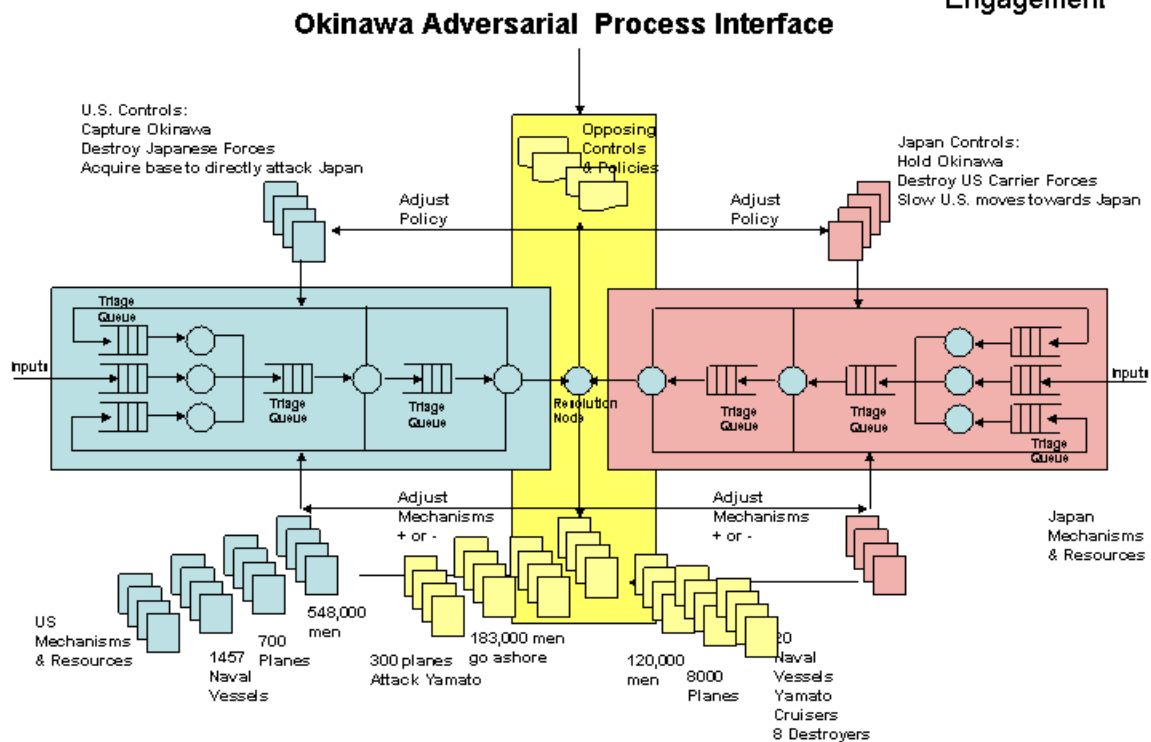 Engagement
Okinawa Adversarial Process Interface
U.S. Controls:
Capture Okinawa
Destroy Japanese Forces
Acquire base to directly attack Japan
Opposing
Controls
& Policies
Japan Controls:
Hold Okinawa
Destroy US Carrier Forces
Slow U.S. moves towards Japan
Adjust
Policy
Adjust
Policy
Triage
Queue
Inputs
Triage
Queue
Triage
Queue
Resolution
Node
Triage
Queue
Triage
Queue
Triage
Queue
Inputs
Adjust
Mechanisms
+ or -
Adjust
Mechanisms
+ or -
Japan
Mechanisms
& Resources
US
Mechanisms
& Resources
1457
Naval
Vessels
700
Planes
548,000
men
300 planes
Attack Yamato
183,000 men
go ashore
120,000
men
8000
Planes
20
Naval
Vessels
Yamato
Cruisers
8 Destroyers